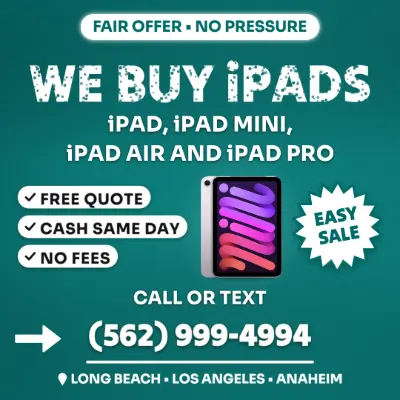 FAIR OFFER • NO PRESSURE
WE BUY iPADS
iPAD, iPAD MINI,
iPAD AIR AND iPAD PRO
✓ FREE QUOTE
✓ CASH SAME DAY
✓ NO FEES
EASY
SALE
CALL OR TEXT
(562) 999-4994
LONG BEACH • LOS ANGELES • ANAHEIM